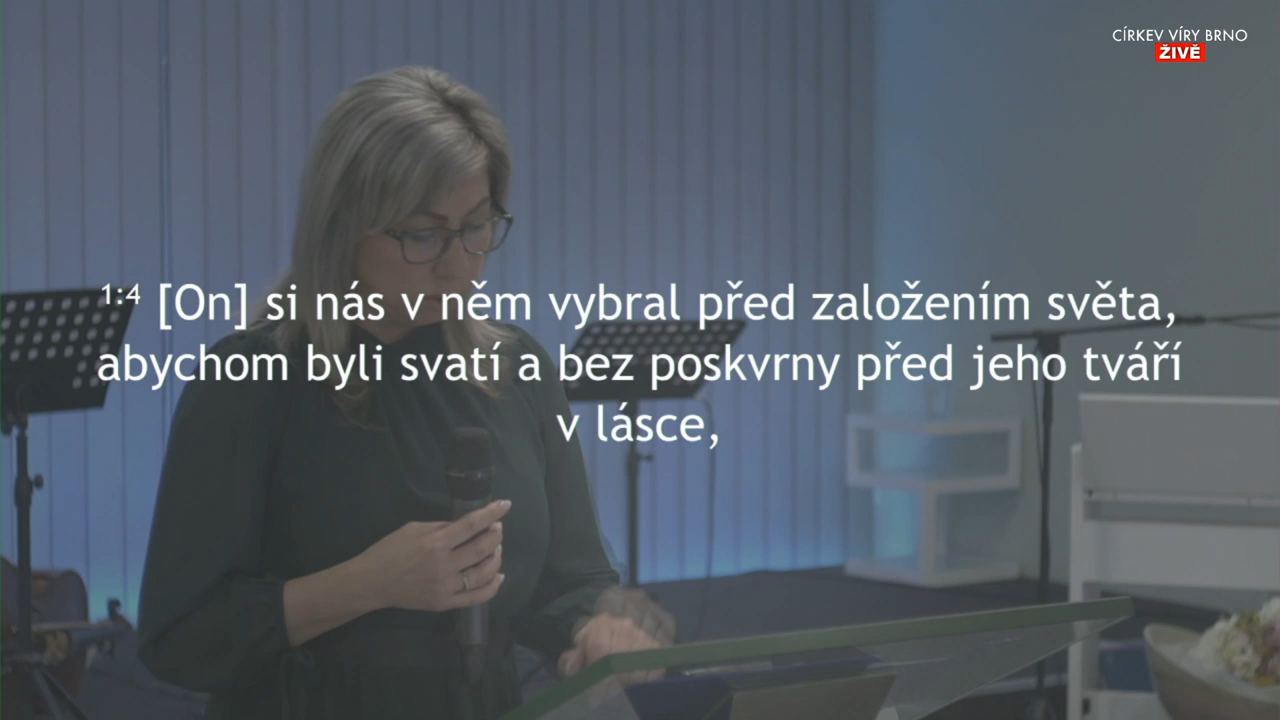 CÍRKEV VÍRY BRNO
ŽIVĚ
1:4 [On] si nás v něm vybral před založením světa,
abychom byli svatí a bez poskvrny před jeho tváří
v lásce,